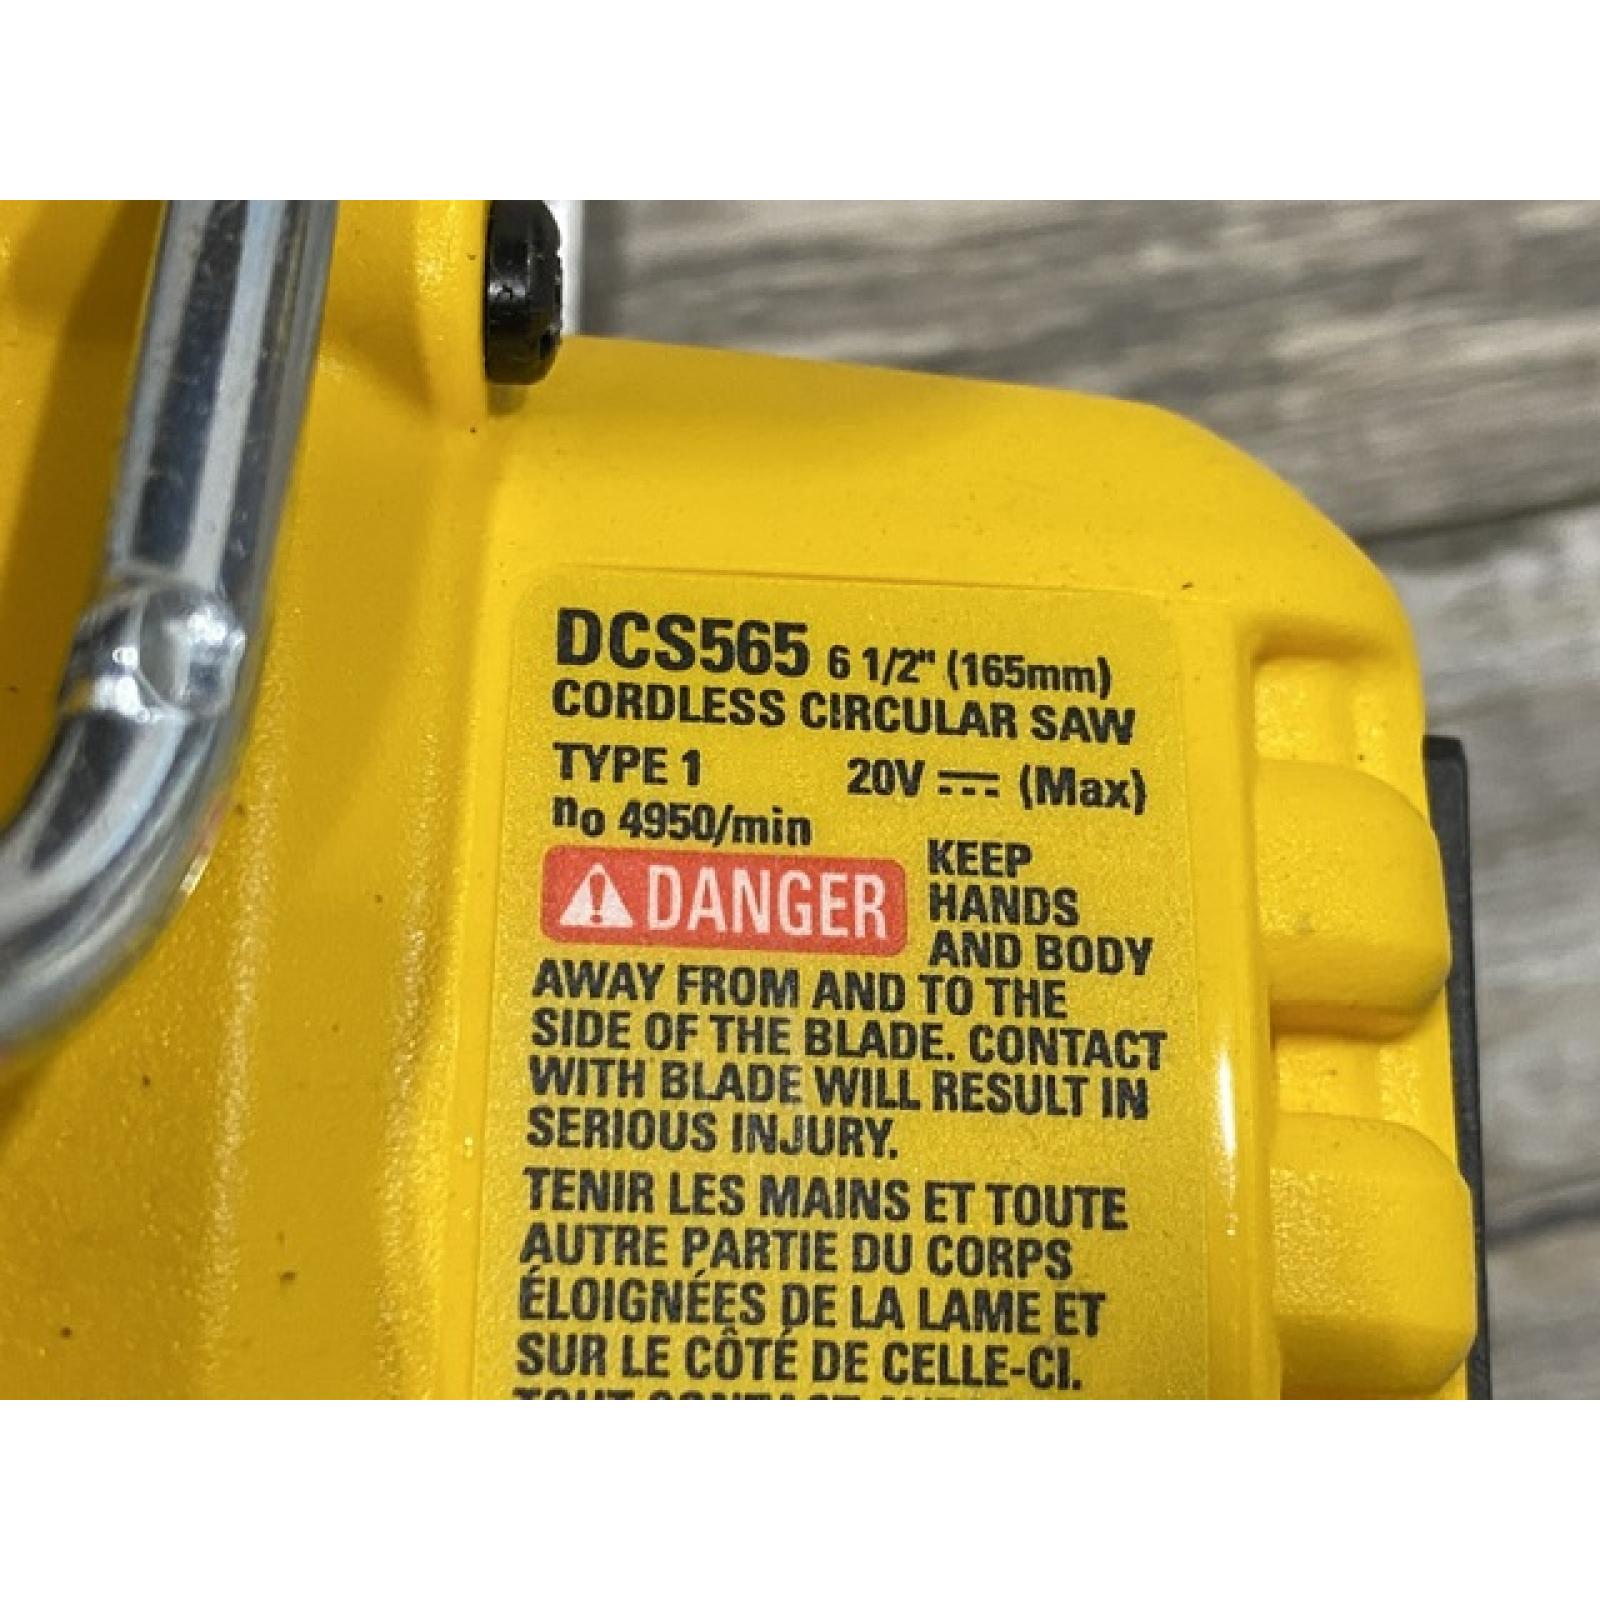 DCS565 6 1/2" (165mm)
CORDLESS CIRCULAR SAW
TYPE 1 20V ⎓ (Max)
no 4950/min
DANGER KEEP
HANDS
AND BODY
AWAY FROM AND TO THE
SIDE OF THE BLADE. CONTACT
WITH BLADE WILL RESULT IN
SERIOUS INJURY.
TENIR LES MAINS ET TOUTE
AUTRE PARTIE DU CORPS
ÉLOIGNÉES DE LA LAME ET
SUR LE CÔTÉ DE CELLE-CI.
TOUT CONTACT